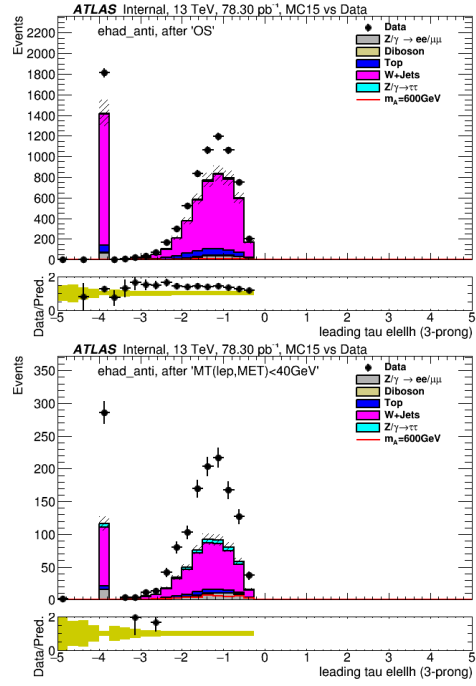 ATLAS Internal, 13 TeV, 78.30 pb⁻¹, MC15 vs Data
Events
ehad_anti, after 'OS'
Data
Z/γ → ee/μμ
Diboson
Top
W+Jets
Z/γ→ττ
m_A=600GeV
2200
2000
1800
1600
1400
1200
1000
800
600
400
200
0
Data/Pred.
2
1
0
-5 -4 -3 -2 -1 0 1 2 3 4 5
leading tau elellh (3-prong)
ATLAS Internal, 13 TeV, 78.30 pb⁻¹, MC15 vs Data
Events
ehad_anti, after 'MT(lep,MET)<40GeV'
Data
Z/γ → ee/μμ
Diboson
Top
W+Jets
Z/γ→ττ
m_A=600GeV
350
300
250
200
150
100
50
0
Data/Pred.
2
1
0
-5 -4 -3 -2 -1 0 1 2 3 4 5
leading tau elellh (3-prong)